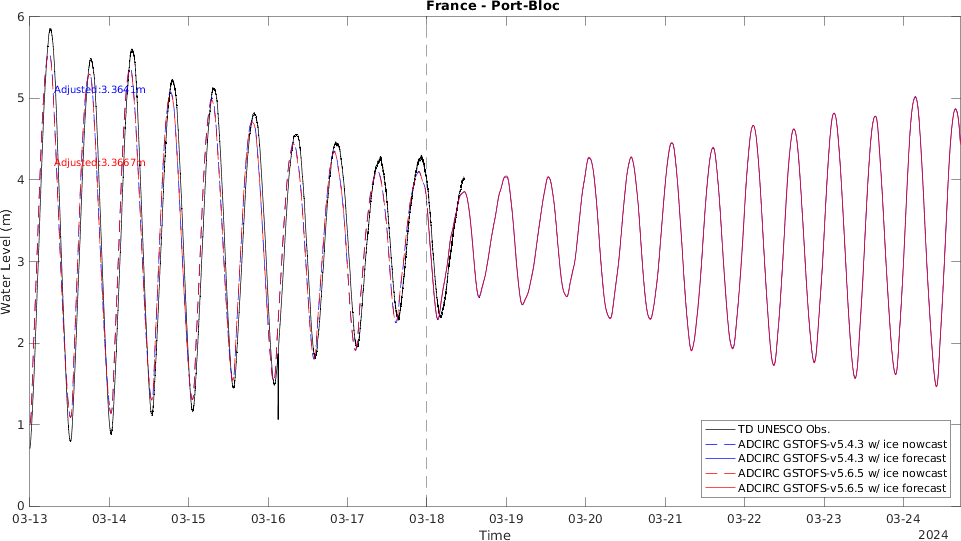 France - Port-Bloc
6
5
4
3
2
1
0
Water Level (m)
Adjusted:3.3641m
Adjusted:3.3667m
TD UNESCO Obs.
ADCIRC GSTOFS-v5.4.3 w/ ice nowcast
ADCIRC GSTOFS-v5.4.3 w/ ice forecast
ADCIRC GSTOFS-v5.6.5 w/ ice nowcast
ADCIRC GSTOFS-v5.6.5 w/ ice forecast
03-13 03-14 03-15 03-16 03-17 03-18 03-19 03-20 03-21 03-22 03-23 03-24
Time
2024